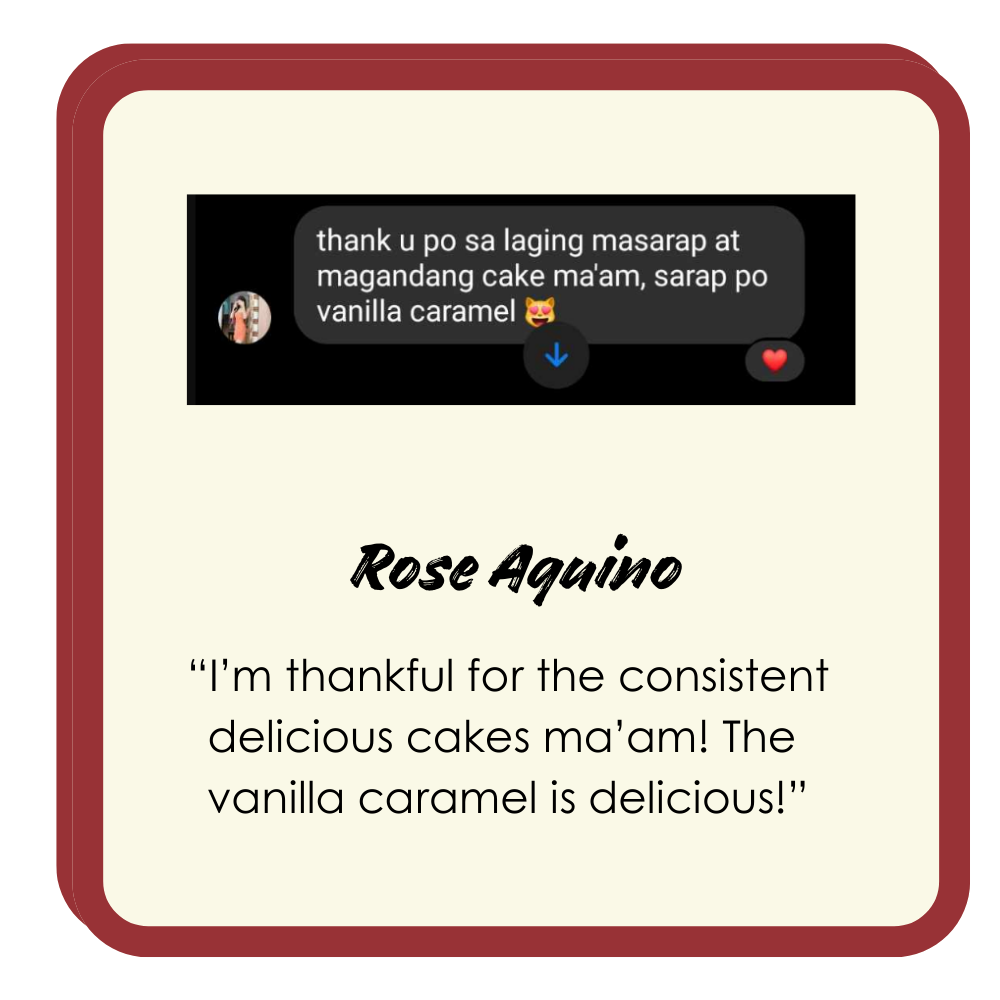 thank u po sa laging masarap at
magandang cake ma'am, sarap po
vanilla caramel 😻
Rose Aquino
“I’m thankful for the consistent
delicious cakes ma’am! The
vanilla caramel is delicious!”